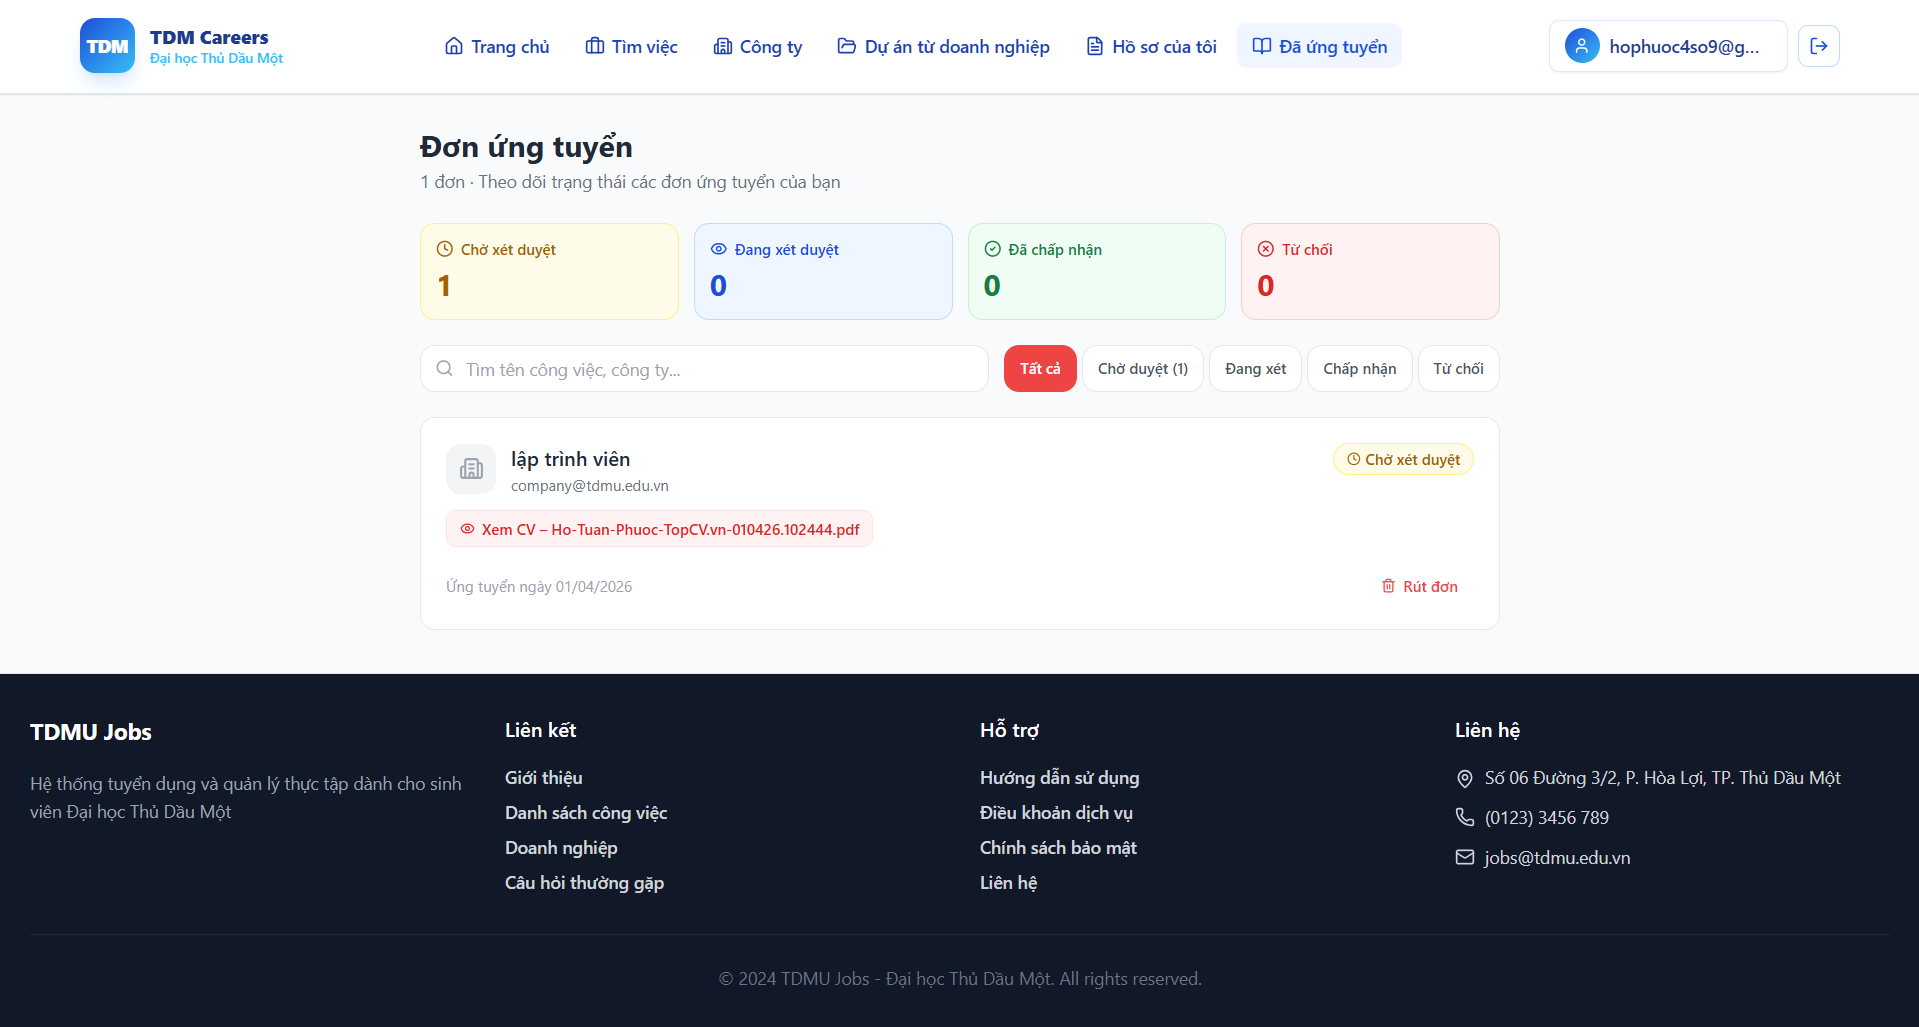 TDM
TDM Careers
Đại học Thủ Dầu Một
Trang chủ
Tìm việc
Công ty
Dự án từ doanh nghiệp
Hồ sơ của tôi
Đã ứng tuyển
hophuoc4so9@g...
Đơn ứng tuyển
1 đơn · Theo dõi trạng thái các đơn ứng tuyển của bạn
Chờ xét duyệt
1
Đang xét duyệt
0
Đã chấp nhận
0
Từ chối
0
Tìm tên công việc, công ty...
Tất cả
Chờ duyệt (1)
Đang xét
Chấp nhận
Từ chối
lập trình viên
Chờ xét duyệt
company@tdmu.edu.vn
Xem CV – Ho-Tuan-Phuoc-TopCV.vn-010426.102444.pdf
Ứng tuyển ngày 01/04/2026
Rút đơn
TDMU Jobs
Hệ thống tuyển dụng và quản lý thực tập dành cho sinh
viên Đại học Thủ Dầu Một
Liên kết
Giới thiệu
Danh sách công việc
Doanh nghiệp
Câu hỏi thường gặp
Hỗ trợ
Hướng dẫn sử dụng
Điều khoản dịch vụ
Chính sách bảo mật
Liên hệ
Liên hệ
Số 06 Đường 3/2, P. Hòa Lợi, TP. Thủ Dầu Một
(0123) 3456 789
jobs@tdmu.edu.vn
© 2024 TDMU Jobs - Đại học Thủ Dầu Một. All rights reserved.